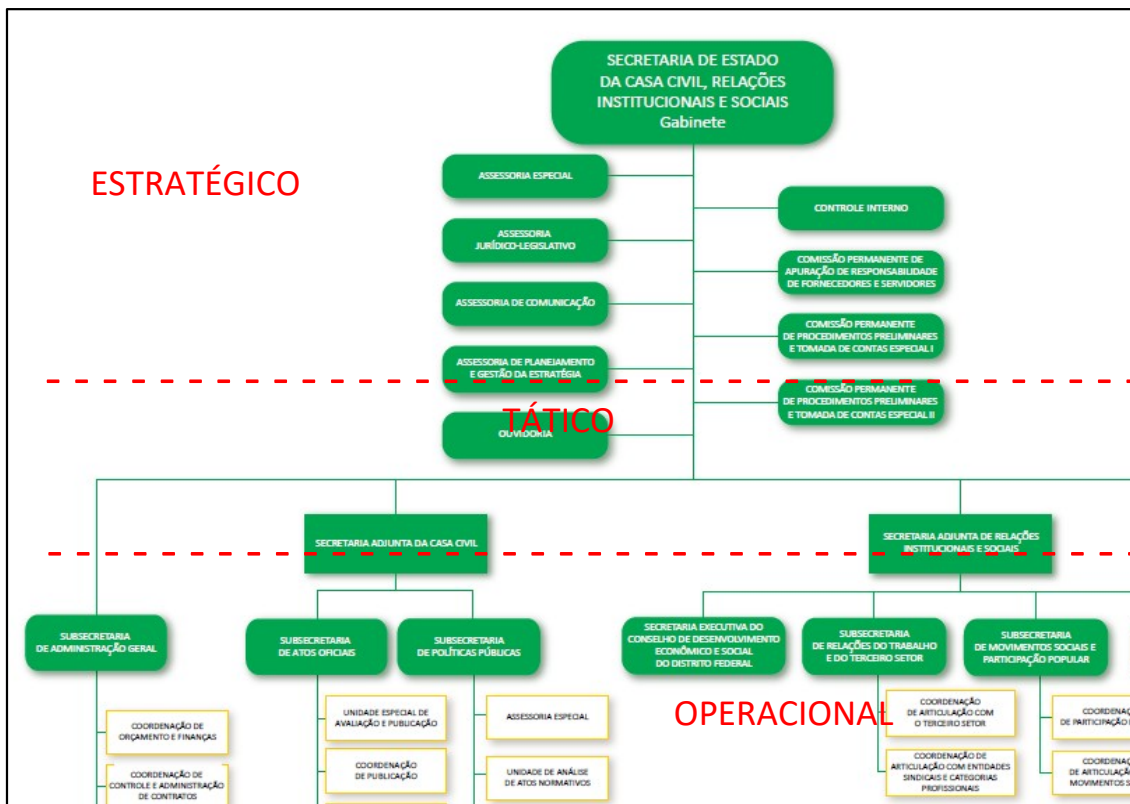 SECRETARIA DE ESTADO
DA CASA CIVIL, RELAÇÕES
INSTITUCIONAIS E SOCIAIS
Gabinete
ESTRATÉGICO
ASSESSORIA ESPECIAL
CONTROLE INTERNO
ASSESSORIA
JURÍDICO-LEGISLATIVO
COMISSÃO PERMANENTE DE
APURAÇÃO DE RESPONSABILIDADE
DE FORNECEDORES E SERVIDORES
ASSESSORIA DE COMUNICAÇÃO
COMISSÃO PERMANENTE
DE PROCEDIMENTOS PRELIMINARES
E TOMADA DE CONTAS ESPECIAL I
ASSESSORIA DE PLANEJAMENTO
E GESTÃO DA ESTRATÉGIA
COMISSÃO PERMANENTE
DE PROCEDIMENTOS PRELIMINARES
E TOMADA DE CONTAS ESPECIAL II
TÁTICO
OUVIDORIA
SECRETARIA ADJUNTA DA CASA CIVIL
SECRETARIA ADJUNTA DE RELAÇÕES
INSTITUCIONAIS E SOCIAIS
SUBSECRETARIA
DE ADMINISTRAÇÃO GERAL
SUBSECRETARIA
DE ATOS OFICIAIS
SUBSECRETARIA
DE POLÍTICAS PÚBLICAS
SECRETARIA EXECUTIVA DO
CONSELHO DE DESENVOLVIMENTO
ECONÔMICO E SOCIAL
DO DISTRITO FEDERAL
SUBSECRETARIA
DE RELAÇÕES DO TRABALHO
E DO TERCEIRO SETOR
SUBSECRETARIA
DE MOVIMENTOS SOCIAIS E
PARTICIPAÇÃO POPULAR
OPERACIONAL
COORDENAÇÃO DE
ORÇAMENTO E FINANÇAS
UNIDADE ESPECIAL DE
AVALIAÇÃO E PUBLICAÇÃO
ASSESSORIA ESPECIAL
COORDENAÇÃO
DE ARTICULAÇÃO COM
O TERCEIRO SETOR
DE PARTICIPAÇÃO
COORDENAÇÃO DE
CONTROLE E ADMINISTRAÇÃO
DE CONTRATOS
COORDENAÇÃO
DE PUBLICAÇÃO
UNIDADE DE ANÁLISE
DE ATOS NORMATIVOS
COORDENAÇÃO DE
ARTICULAÇÃO COM ENTIDADES
SINDICAIS E CATEGORIAS
PROFISSIONAIS
DE ARTICULAÇÃO
MOVIMENTOS